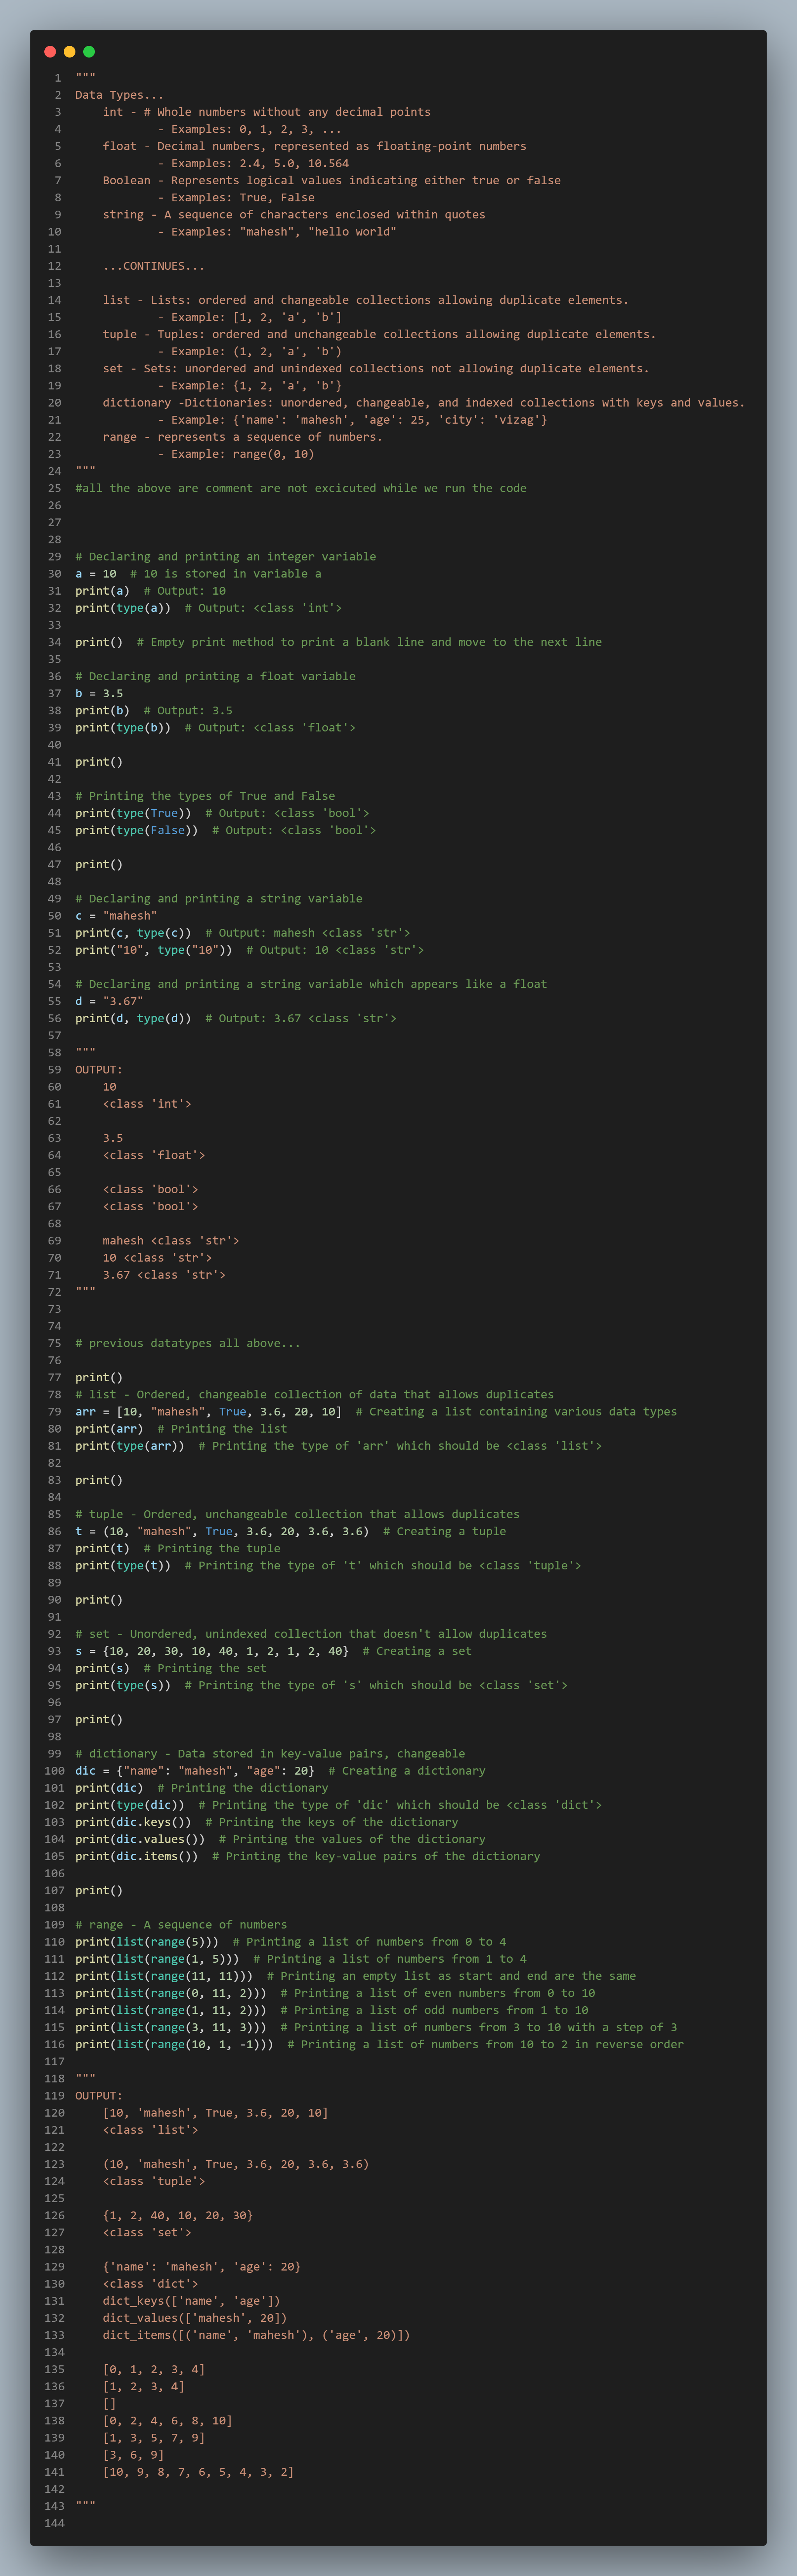 1 """
2 Data Types...
3     int - # Whole numbers without any decimal points
4             - Examples: 0, 1, 2, 3, ...
5     float - Decimal numbers, represented as floating-point numbers
6             - Examples: 2.4, 5.0, 10.564
7     Boolean - Represents logical values indicating either true or false
8             - Examples: True, False
9     string - A sequence of characters enclosed within quotes
10             - Examples: "mahesh", "hello world"
11
12     ...CONTINUES...
13
14     list - Lists: ordered and changeable collections allowing duplicate elements.
15             - Example: [1, 2, 'a', 'b']
16     tuple - Tuples: ordered and unchangeable collections allowing duplicate elements.
17             - Example: (1, 2, 'a', 'b')
18     set - Sets: unordered and unindexed collections not allowing duplicate elements.
19             - Example: {1, 2, 'a', 'b'}
20     dictionary -Dictionaries: unordered, changeable, and indexed collections with keys and values.
21             - Example: {'name': 'mahesh', 'age': 25, 'city': 'vizag'}
22     range - represents a sequence of numbers.
23             - Example: range(0, 10)
24 """
25 #all the above are comment are not excicuted while we run the code
26
27
28
29 # Declaring and printing an integer variable
30 a = 10  # 10 is stored in variable a
31 print(a)  # Output: 10
32 print(type(a))  # Output: <class 'int'>
33
34 print()  # Empty print method to print a blank line and move to the next line
35
36 # Declaring and printing a float variable
37 b = 3.5
38 print(b)  # Output: 3.5
39 print(type(b))  # Output: <class 'float'>
40
41 print()
42
43 # Printing the types of True and False
44 print(type(True))  # Output: <class 'bool'>
45 print(type(False))  # Output: <class 'bool'>
46
47 print()
48
49 # Declaring and printing a string variable
50 c = "mahesh"
51 print(c, type(c))  # Output: mahesh <class 'str'>
52 print("10", type("10"))  # Output: 10 <class 'str'>
53
54 # Declaring and printing a string variable which appears like a float
55 d = "3.67"
56 print(d, type(d))  # Output: 3.67 <class 'str'>
57
58 """
59 OUTPUT:
60     10
61     <class 'int'>
62
63     3.5
64     <class 'float'>
65
66     <class 'bool'>
67     <class 'bool'>
68
69     mahesh <class 'str'>
70     10 <class 'str'>
71     3.67 <class 'str'>
72 """
73
74
75 # previous datatypes all above...
76
77 print()
78 # list - Ordered, changeable collection of data that allows duplicates
79 arr = [10, "mahesh", True, 3.6, 20, 10]  # Creating a list containing various data types
80 print(arr)  # Printing the list
81 print(type(arr))  # Printing the type of 'arr' which should be <class 'list'>
82
83 print()
84
85 # tuple - Ordered, unchangeable collection that allows duplicates
86 t = (10, "mahesh", True, 3.6, 20, 3.6, 3.6)  # Creating a tuple
87 print(t)  # Printing the tuple
88 print(type(t))  # Printing the type of 't' which should be <class 'tuple'>
89
90 print()
91
92 # set - Unordered, unindexed collection that doesn't allow duplicates
93 s = {10, 20, 30, 10, 40, 1, 2, 1, 2, 40}  # Creating a set
94 print(s)  # Printing the set
95 print(type(s))  # Printing the type of 's' which should be <class 'set'>
96
97 print()
98
99 # dictionary - Data stored in key-value pairs, changeable
100 dic = {"name": "mahesh", "age": 20}  # Creating a dictionary
101 print(dic)  # Printing the dictionary
102 print(type(dic))  # Printing the type of 'dic' which should be <class 'dict'>
103 print(dic.keys())  # Printing the keys of the dictionary
104 print(dic.values())  # Printing the values of the dictionary
105 print(dic.items())  # Printing the key-value pairs of the dictionary
106
107 print()
108
109 # range - A sequence of numbers
110 print(list(range(5)))  # Printing a list of numbers from 0 to 4
111 print(list(range(1, 5)))  # Printing a list of numbers from 1 to 4
112 print(list(range(11, 11)))  # Printing an empty list as start and end are the same
113 print(list(range(0, 11, 2)))  # Printing a list of even numbers from 0 to 10
114 print(list(range(1, 11, 2)))  # Printing a list of odd numbers from 1 to 10
115 print(list(range(3, 11, 3)))  # Printing a list of numbers from 3 to 10 with a step of 3
116 print(list(range(10, 1, -1)))  # Printing a list of numbers from 10 to 2 in reverse order
117
118 """
119 OUTPUT:
120     [10, 'mahesh', True, 3.6, 20, 10]
121     <class 'list'>
122
123     (10, 'mahesh', True, 3.6, 20, 3.6, 3.6)
124     <class 'tuple'>
125
126     {1, 2, 40, 10, 20, 30}
127     <class 'set'>
128
129     {'name': 'mahesh', 'age': 20}
130     <class 'dict'>
131     dict_keys(['name', 'age'])
132     dict_values(['mahesh', 20])
133     dict_items([('name', 'mahesh'), ('age', 20)])
134
135     [0, 1, 2, 3, 4]
136     [1, 2, 3, 4]
137     []
138     [0, 2, 4, 6, 8, 10]
139     [1, 3, 5, 7, 9]
140     [3, 6, 9]
141     [10, 9, 8, 7, 6, 5, 4, 3, 2]
142
143 """
144